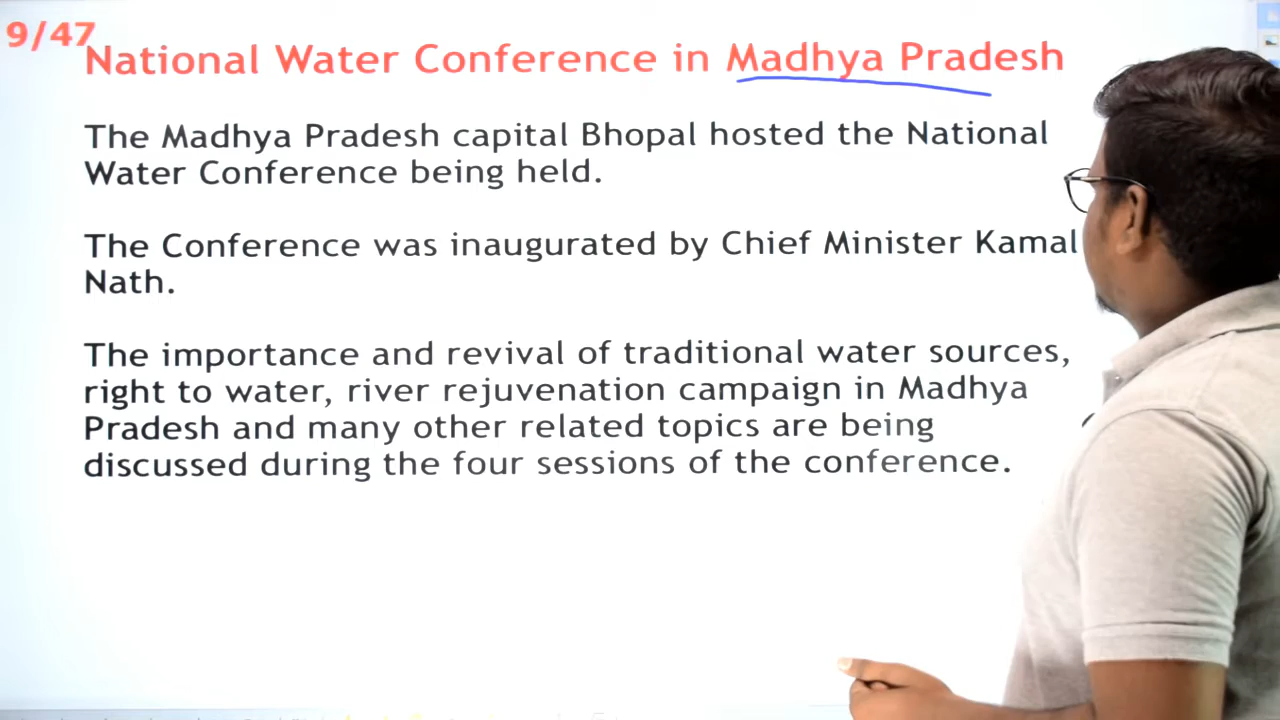 9/47
National Water Conference in Madhya Pradesh
The Madhya Pradesh capital Bhopal hosted the National
Water Conference being held.
The Conference was inaugurated by Chief Minister Kamal
Nath.
The importance and revival of traditional water sources,
right to water, river rejuvenation campaign in Madhya
Pradesh and many other related topics are being
discussed during the four sessions of the conference.